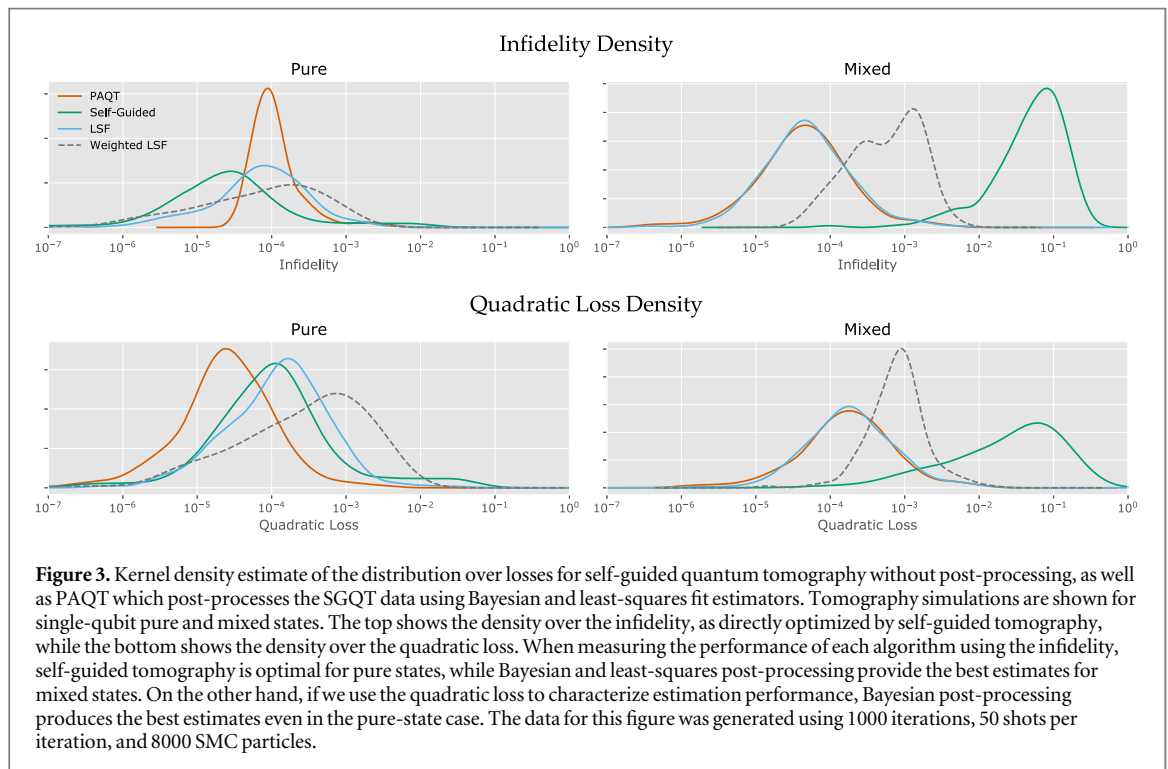 Infidelity Density
Pure
Mixed
PAQT
Self-Guided
LSF
Weighted LSF
10⁻⁷ 10⁻⁶ 10⁻⁵ 10⁻⁴ 10⁻³ 10⁻² 10⁻¹ 10⁰
Infidelity
10⁻⁷ 10⁻⁶ 10⁻⁵ 10⁻⁴ 10⁻³ 10⁻² 10⁻¹ 10⁰
Infidelity
Quadratic Loss Density
Pure
Mixed
10⁻⁷ 10⁻⁶ 10⁻⁵ 10⁻⁴ 10⁻³ 10⁻² 10⁻¹ 10⁰
Quadratic Loss
10⁻⁷ 10⁻⁶ 10⁻⁵ 10⁻⁴ 10⁻³ 10⁻² 10⁻¹ 10⁰
Quadratic Loss
Figure 3. Kernel density estimate of the distribution over losses for self-guided quantum tomography without post-processing, as well
as PAQT which post-processes the SGQT data using Bayesian and least-squares fit estimators. Tomography simulations are shown for
single-qubit pure and mixed states. The top shows the density over the infidelity, as directly optimized by self-guided tomography,
while the bottom shows the density over the quadratic loss. When measuring the performance of each algorithm using the infidelity,
self-guided tomography is optimal for pure states, while Bayesian and least-squares post-processing provide the best estimates for
mixed states. On the other hand, if we use the quadratic loss to characterize estimation performance, Bayesian post-processing
produces the best estimates even in the pure-state case. The data for this figure was generated using 1000 iterations, 50 shots per
iteration, and 8000 SMC particles.